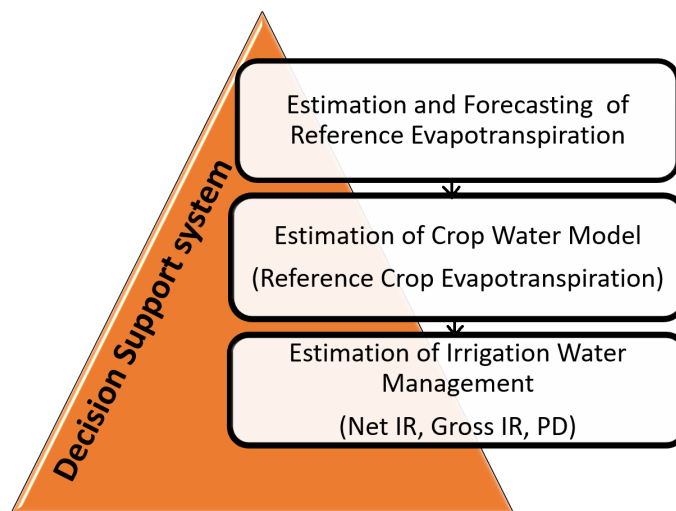 Decision Support system
Estimation and Forecasting of
Reference Evapotranspiration
Estimation of Crop Water Model
(Reference Crop Evapotranspiration)
Estimation of Irrigation Water
Management
(Net IR, Gross IR, PD)